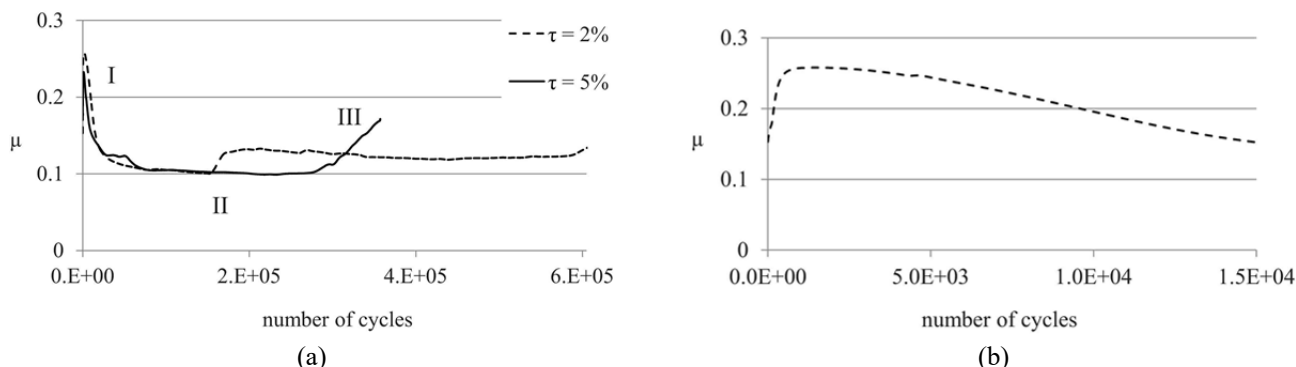 0.3
0.2
0.1
0
μ
I
II
III
τ = 2%
τ = 5%
0.E+00
2.E+05
4.E+05
6.E+05
number of cycles
(a)
0.3
0.2
0.1
0
μ
0.0E+00
5.0E+03
1.0E+04
1.5E+04
number of cycles
(b)